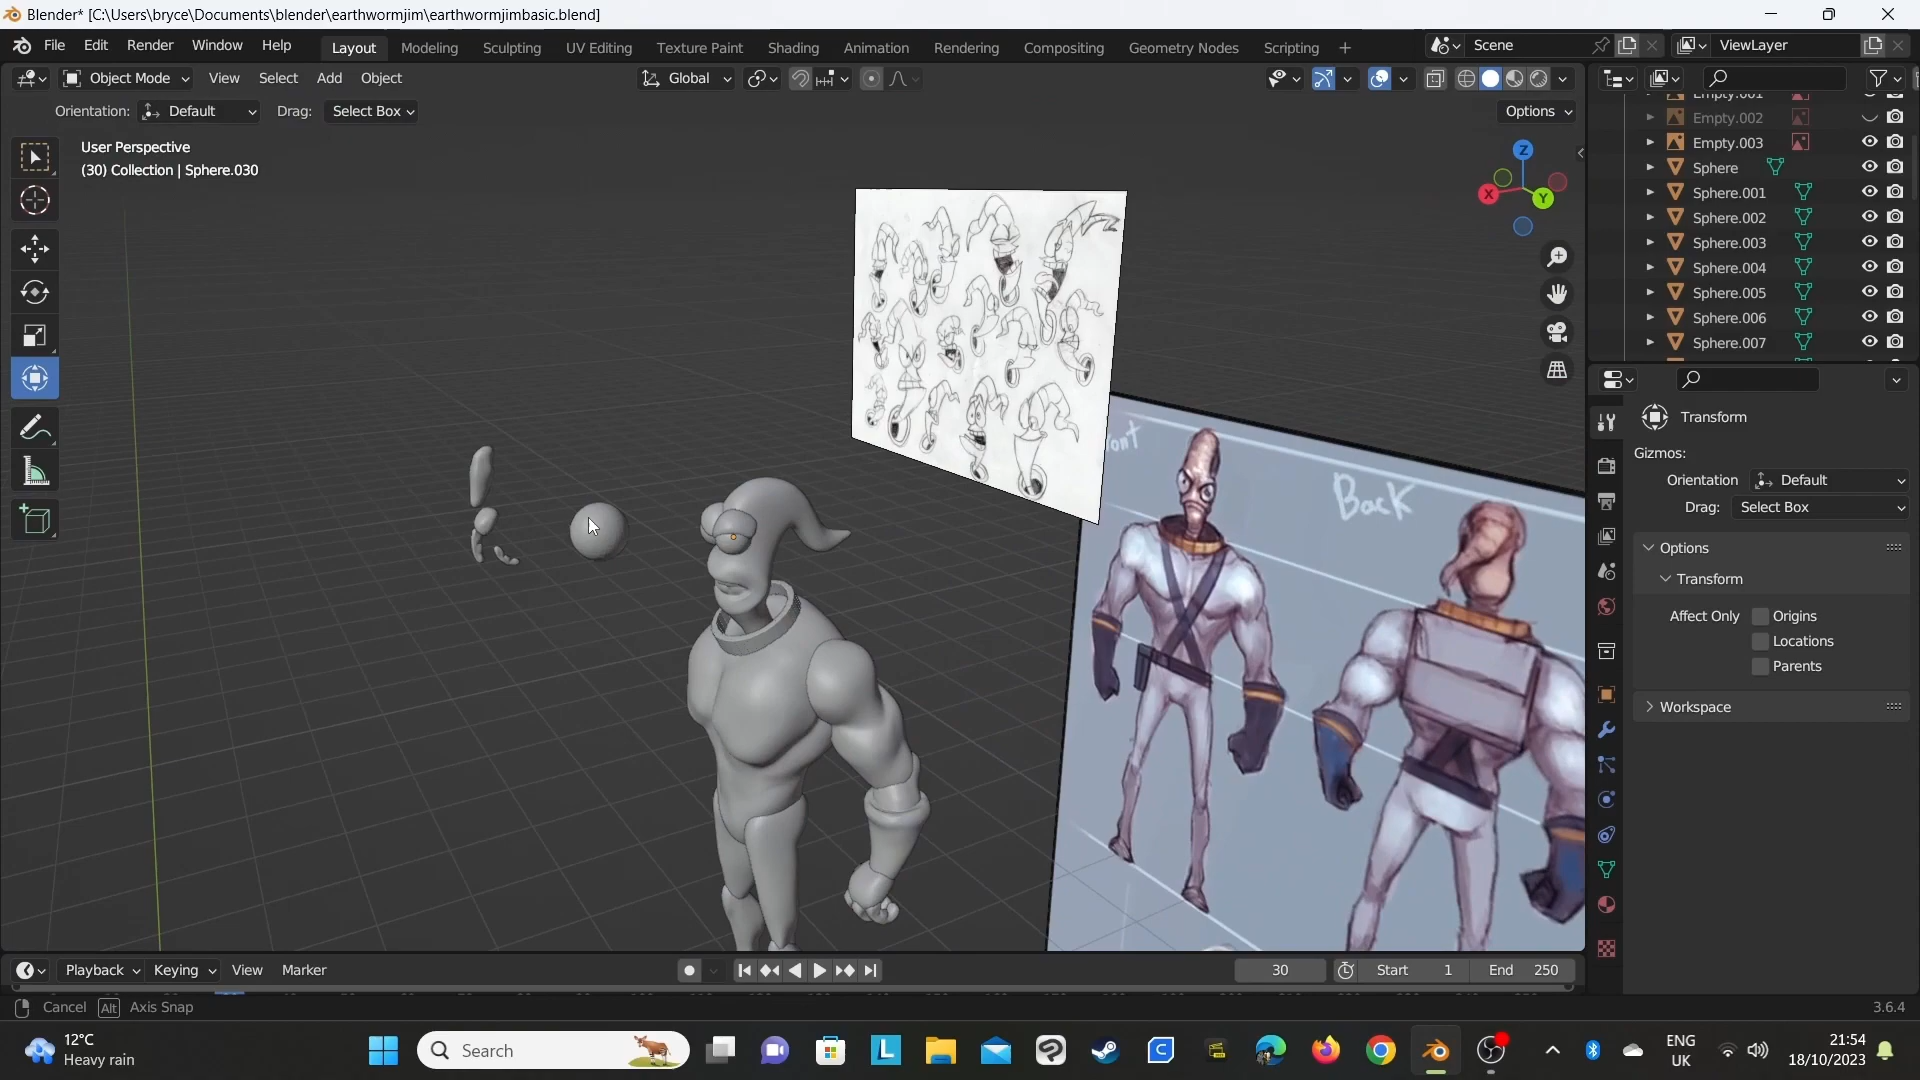 Blender* [C:\Users\bryce\Documents\blender\earthwormjim\earthwormjimbasic.blend]
File Edit Render Window Help Layout Modeling Sculpting UV Editing Texture Paint Shading Animation Rendering Compositing Geometry Nodes Scripting + Scene ViewLayer
Object Mode View Select Add Object Global
Orientation: Default Drag: Select Box Options
User Perspective
(30) Collection | Sphere.030
Z
X
Y
Back
Empty.001
Empty.002
Empty.003
Sphere
Sphere.001
Sphere.002
Sphere.003
Sphere.004
Sphere.005
Sphere.006
Sphere.007
Transform
Gizmos:
Orientation Default
Drag: Select Box
Options
Transform
Affect Only Origins
Locations
Parents
Workspace
Playback Keying View Marker 30 Start 1 End 250
Cancel Alt Axis Snap 3.6.4
12°C
Heavy rain
Search
ENG
UK
21:54
18/10/2023